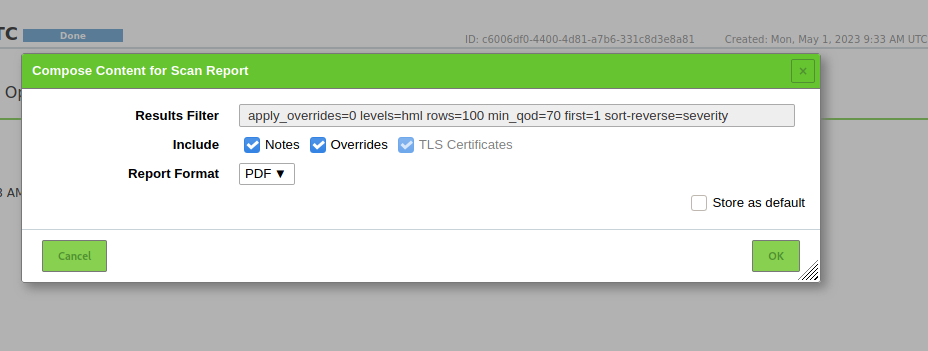 TC Done
ID: c6006df0-4400-4d81-a7b6-331c8d3e8a81 Created: Mon, May 1, 2023 9:33 AM UTC
Compose Content for Scan Report ×
Op
Results Filter apply_overrides=0 levels=hml rows=100 min_qod=70 first=1 sort-reverse=severity
Include Notes Overrides TLS Certificates
Report Format PDF ▼
3 AM
Store as default
Cancel OK